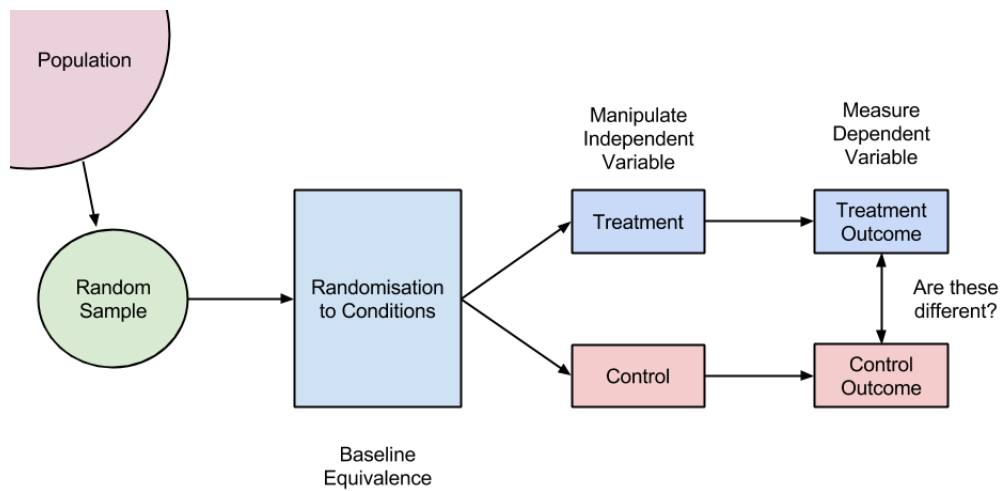 Population
Random
Sample
Randomisation
to Conditions
Baseline
Equivalence
Manipulate
Independent
Variable
Treatment
Control
Measure
Dependent
Variable
Treatment
Outcome
Are these
different?
Control
Outcome